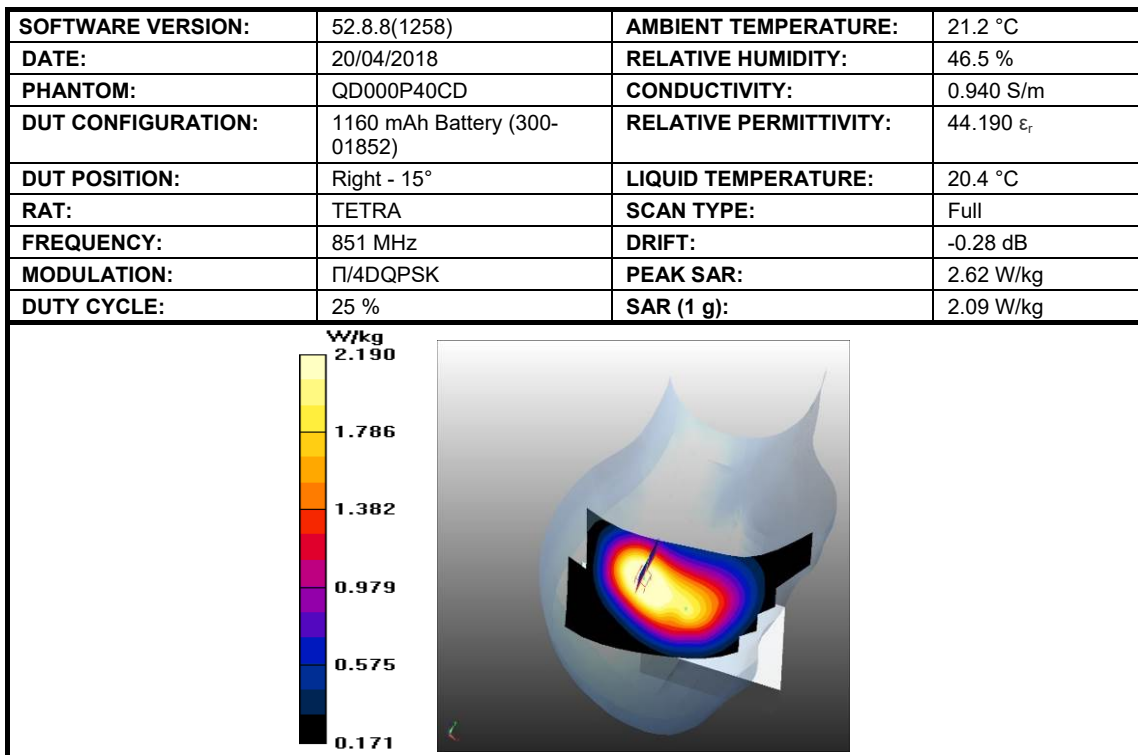 SOFTWARE VERSION: 52.8.8(1258) AMBIENT TEMPERATURE: 21.2 °C
DATE: 20/04/2018 RELATIVE HUMIDITY: 46.5 %
PHANTOM: QD000P40CD CONDUCTIVITY: 0.940 S/m
DUT CONFIGURATION: 1160 mAh Battery (300-
01852) RELATIVE PERMITTIVITY: 44.190 εr
DUT POSITION: Right - 15° LIQUID TEMPERATURE: 20.4 °C
RAT: TETRA SCAN TYPE: Full
FREQUENCY: 851 MHz DRIFT: -0.28 dB
MODULATION: Π/4DQPSK PEAK SAR: 2.62 W/kg
DUTY CYCLE: 25 % SAR (1 g): 2.09 W/kg
W/kg
2.190
1.786
1.382
0.979
0.575
0.171